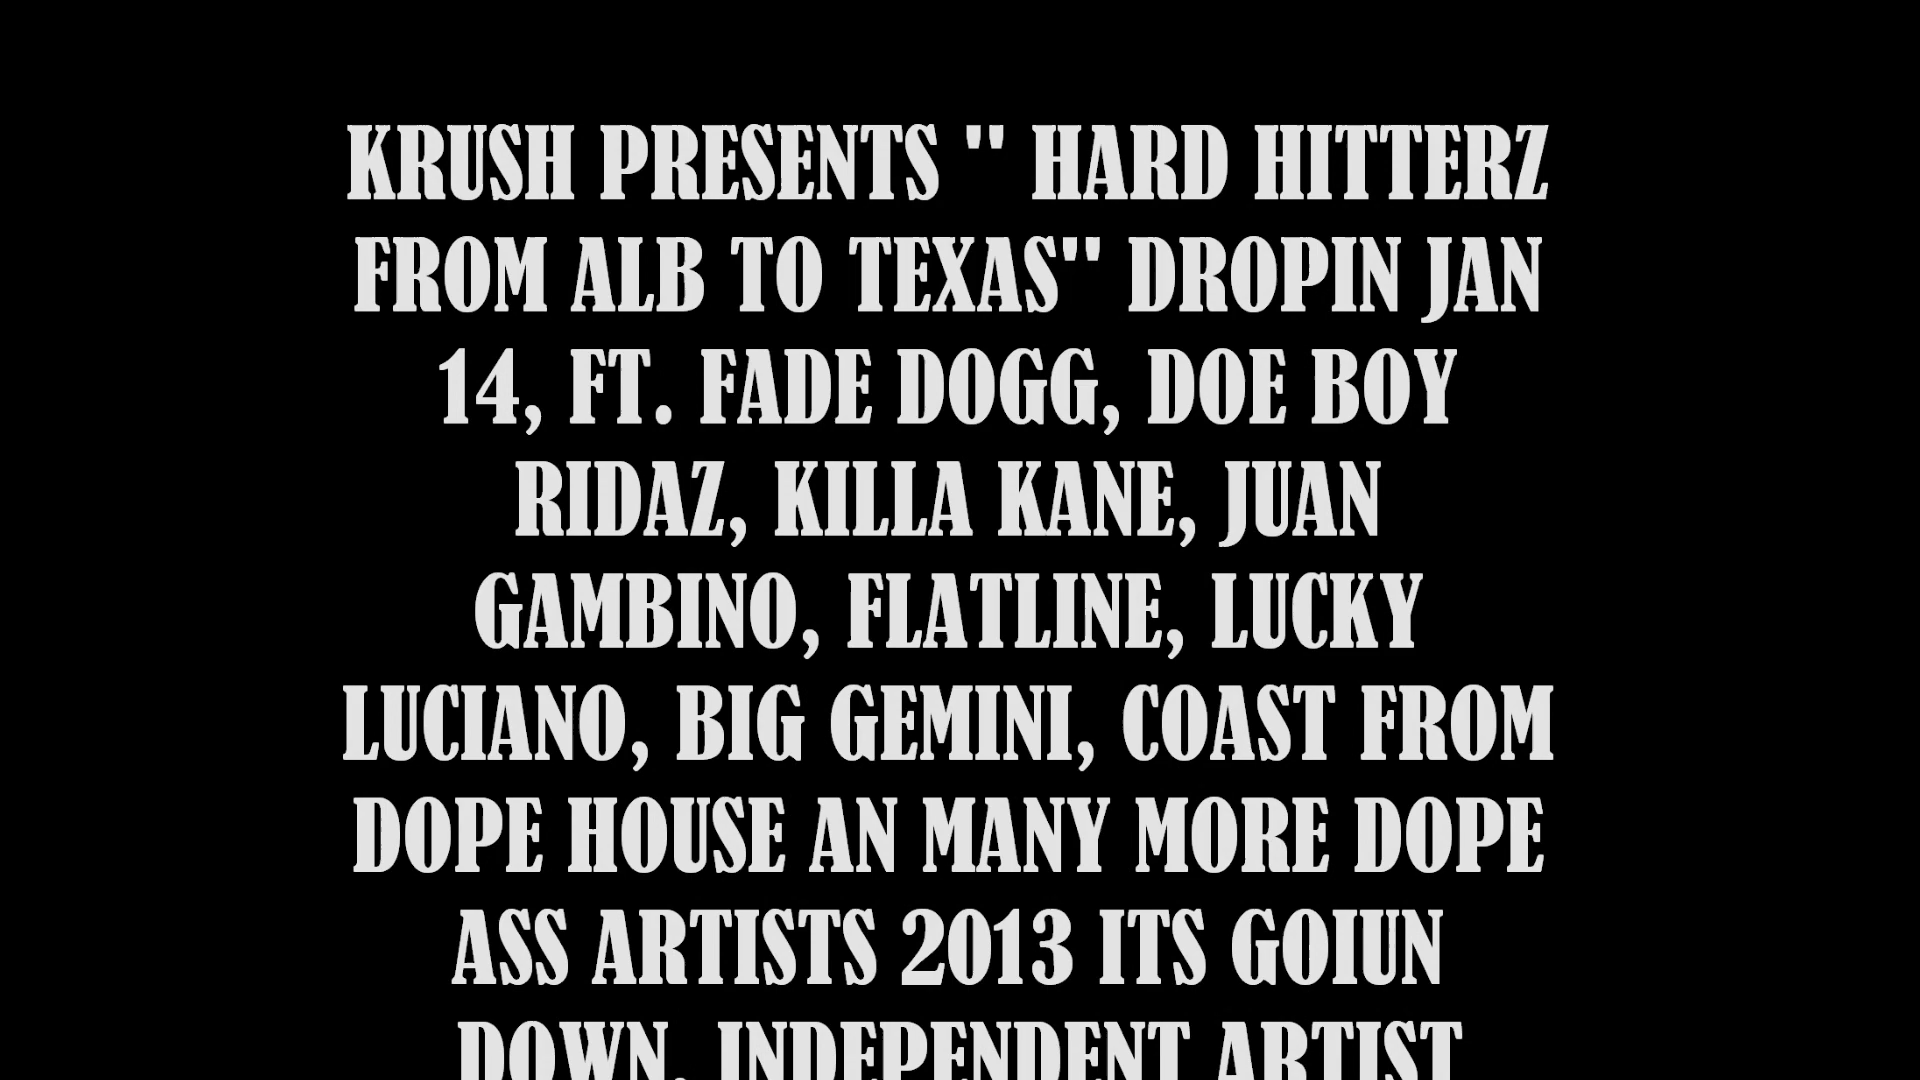 KRUSH PRESENTS " HARD HITTERZ
FROM ALB TO TEXAS" DROPIN JAN
14, FT. FADE DOGG, DOE BOY
RIDAZ, KILLA KANE, JUAN
GAMBINO, FLATLINE, LUCKY
LUCIANO, BIG GEMINI, COAST FROM
DOPE HOUSE AN MANY MORE DOPE
ASS ARTISTS 2013 ITS GOIUN
DOWN. INDEPENDENT ARTIST